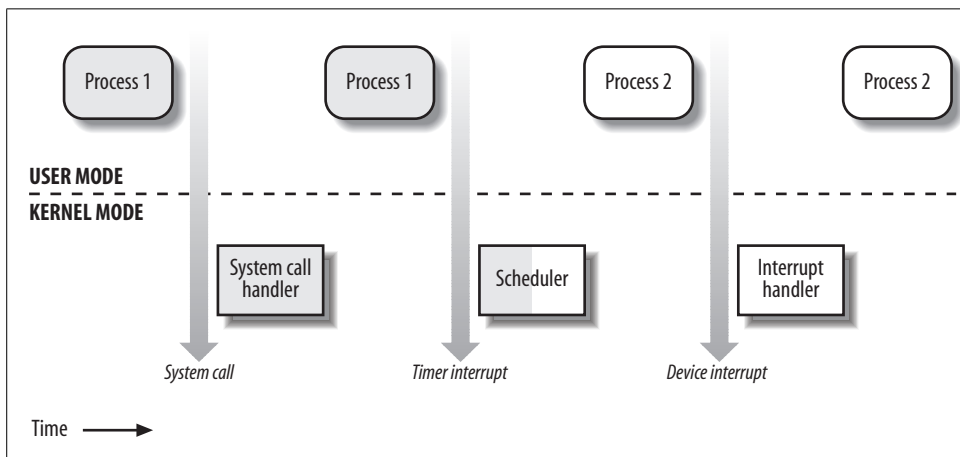 Process 1
Process 1
Process 2
Process 2
USER MODE
KERNEL MODE
System call
handler
Scheduler
Interrupt
handler
System call
Timer interrupt
Device interrupt
Time